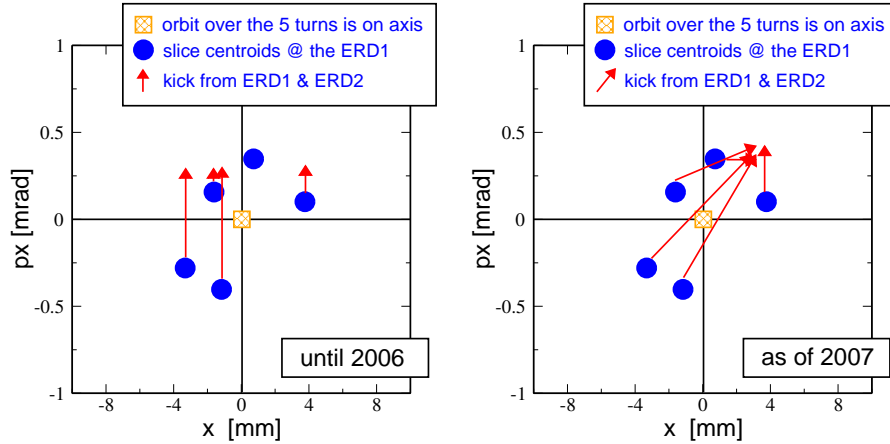 orbit over the 5 turns is on axis
slice centroids @ the ERD1
kick from ERD1 & ERD2
1
0.5
0
-0.5
-1
px [mrad]
until 2006
-8
-4
0
4
8
x [mm]
orbit over the 5 turns is on axis
slice centroids @ the ERD1
kick from ERD1 & ERD2
1
0.5
0
-0.5
-1
px [mrad]
as of 2007
-8
-4
0
4
8
x [mm]